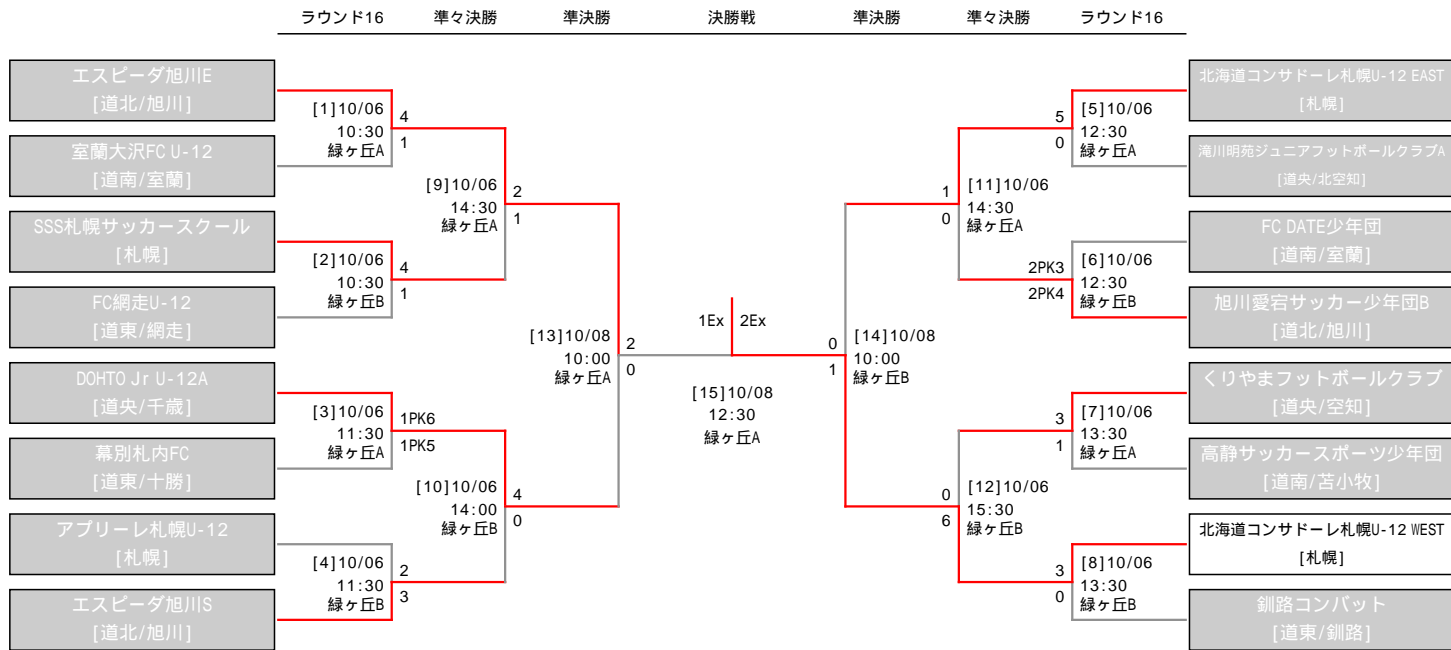 ラウンド16 準々決勝 準決勝 決勝戦 準決勝 準々決勝 ラウンド16
エスピーダ旭川E
[道北/旭川]
室蘭大沢FC U-12
[道南/室蘭]
SSS札幌サッカースクール
[札幌]
FC網走U-12
[道東/網走]
DOHTO Jr U-12A
[道央/千歳]
幕別札内FC
[道東/十勝]
アプリーレ札幌U-12
[札幌]
エスピーダ旭川S
[道北/旭川]
[1]10/06
10:30
緑ヶ丘A
4
1
[2]10/06
10:30
緑ヶ丘B
4
1
[3]10/06
11:30
緑ヶ丘A
1PK6
1PK5
[4]10/06
11:30
緑ヶ丘B
2
3
[9]10/06
14:30
緑ヶ丘A
2
1
[10]10/06
14:00
緑ヶ丘B
4
0
[13]10/08
10:00
緑ヶ丘A
2
0
1Ex 2Ex
[15]10/08
12:30
緑ヶ丘A
0
1
[14]10/08
10:00
緑ヶ丘B
1
0
[11]10/06
14:30
緑ヶ丘A
0
6
[12]10/06
15:30
緑ヶ丘B
5
0
[5]10/06
12:30
緑ヶ丘A
2PK3
2PK4
[6]10/06
12:30
緑ヶ丘B
3
1
[7]10/06
13:30
緑ヶ丘A
3
0
[8]10/06
13:30
緑ヶ丘B
北海道コンサドーレ札幌U-12 EAST
[札幌]
滝川明苑ジュニアフットボールクラブA
[道央/北空知]
FC DATE少年団
[道南/室蘭]
旭川愛宕サッカー少年団B
[道北/旭川]
くりやまフットボールクラブ
[道央/空知]
高静サッカースポーツ少年団
[道南/苫小牧]
北海道コンサドーレ札幌U-12 WEST
[札幌]
釧路コンパット
[道東/釧路]